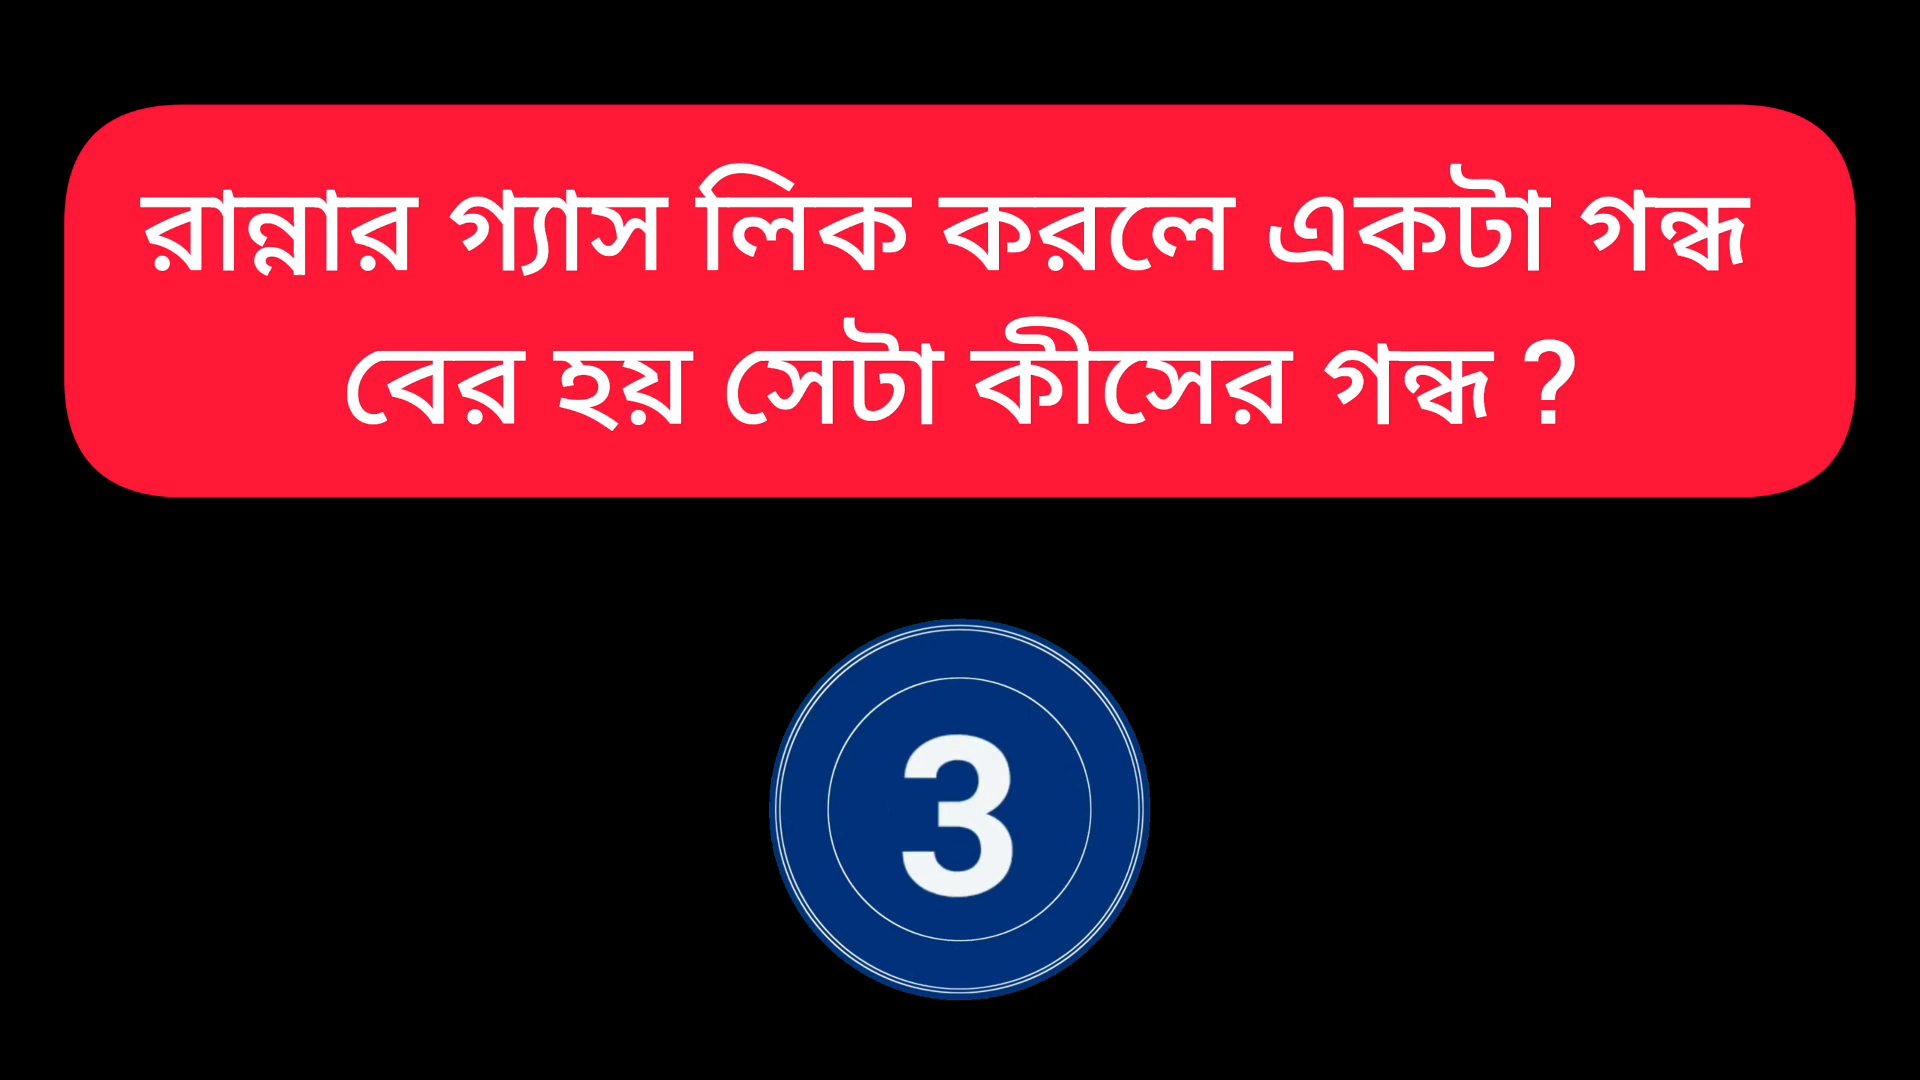 রান্নার গ্যাস লিক করলে একটা গন্ধ
বের হয় সেটা কীসের গন্ধ ?
3